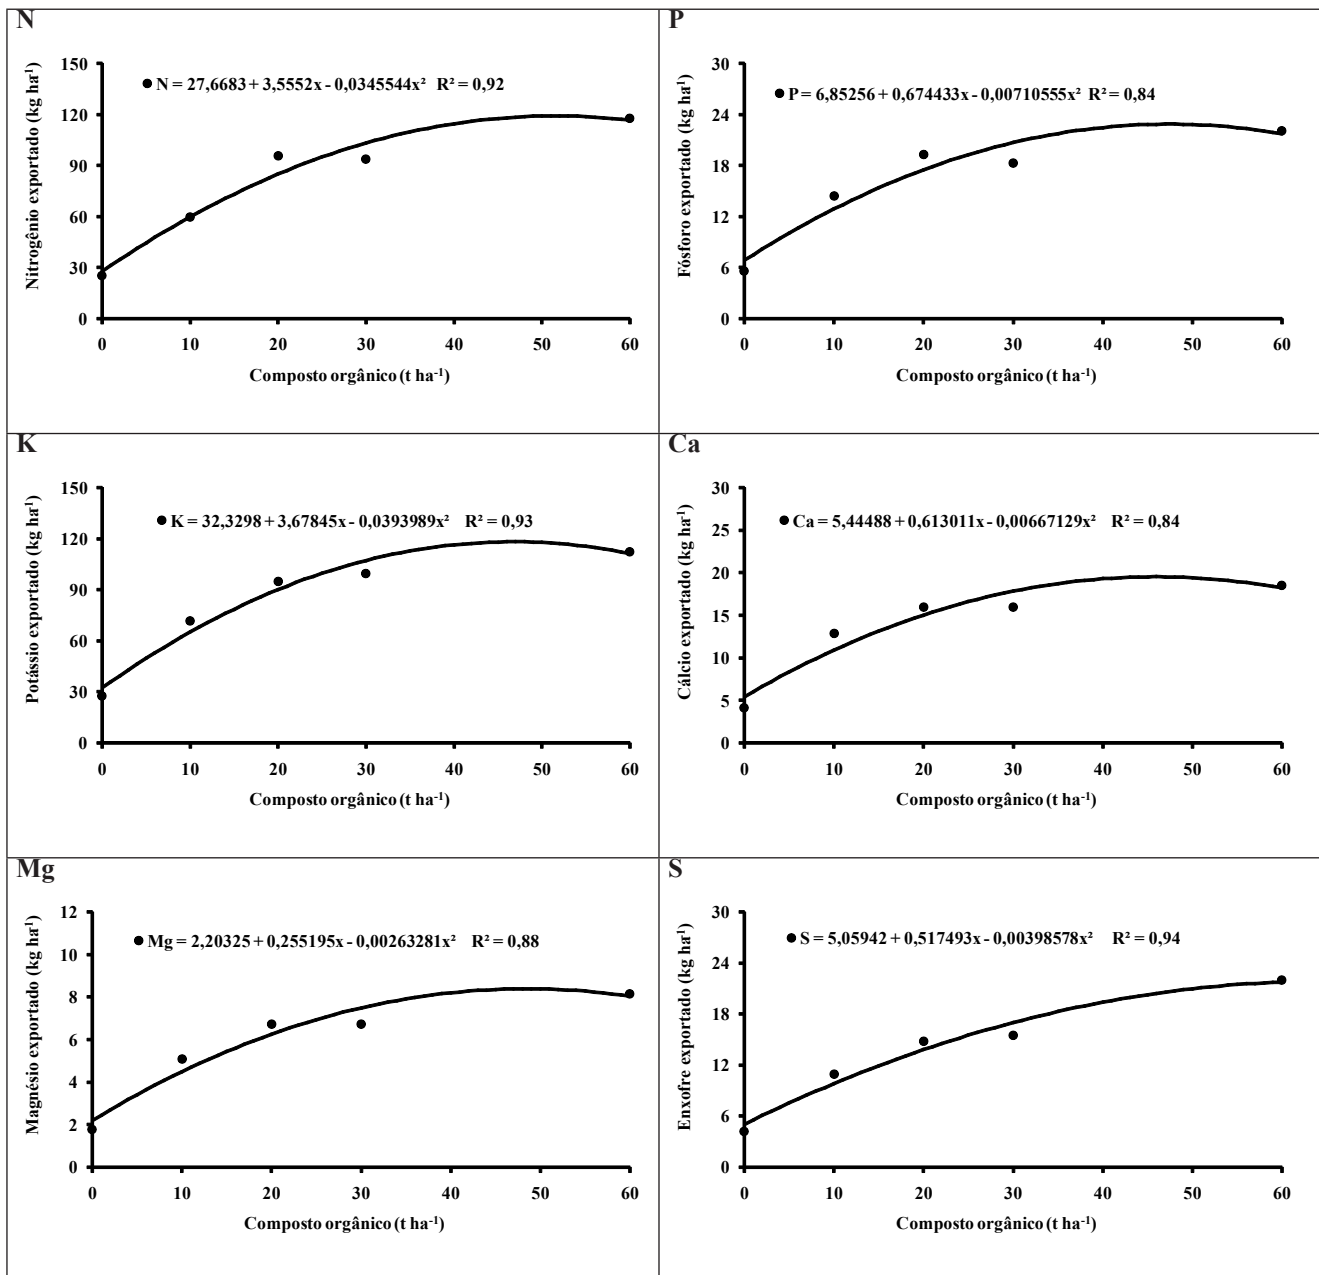 N
Nitrogênio exportado (kg ha⁻¹)
N = 27,6683 + 3,5552x - 0,0345544x² R² = 0,92
150
120
90
60
30
0
0 10 20 30 40 50 60
Composto orgânico (t ha⁻¹)
P
Fósforo exportado (kg ha⁻¹)
P = 6,85256 + 0,674433x - 0,00710555x² R² = 0,84
30
24
18
12
6
0
0 10 20 30 40 50 60
Composto orgânico (t ha⁻¹)
K
Potássio exportado (kg ha⁻¹)
K = 32,3298 + 3,67845x - 0,0393989x² R² = 0,93
150
120
90
60
30
0
0 10 20 30 40 50 60
Composto orgânico (t ha⁻¹)
Ca
Cálcio exportado (kg ha⁻¹)
Ca = 5,44488 + 0,613011x - 0,00667129x² R² = 0,84
30
25
20
15
10
5
0
0 10 20 30 40 50 60
Composto orgânico (t ha⁻¹)
Mg
Magnésio exportado (kg ha⁻¹)
Mg = 2,20325 + 0,255195x - 0,00263281x² R² = 0,88
12
10
8
6
4
2
0
0 10 20 30 40 50 60
Composto orgânico (t ha⁻¹)
S
Enxofre exportado (kg ha⁻¹)
S = 5,05942 + 0,517493x - 0,00398578x² R² = 0,94
30
24
18
12
6
0
0 10 20 30 40 50 60
Composto orgânico (t ha⁻¹)